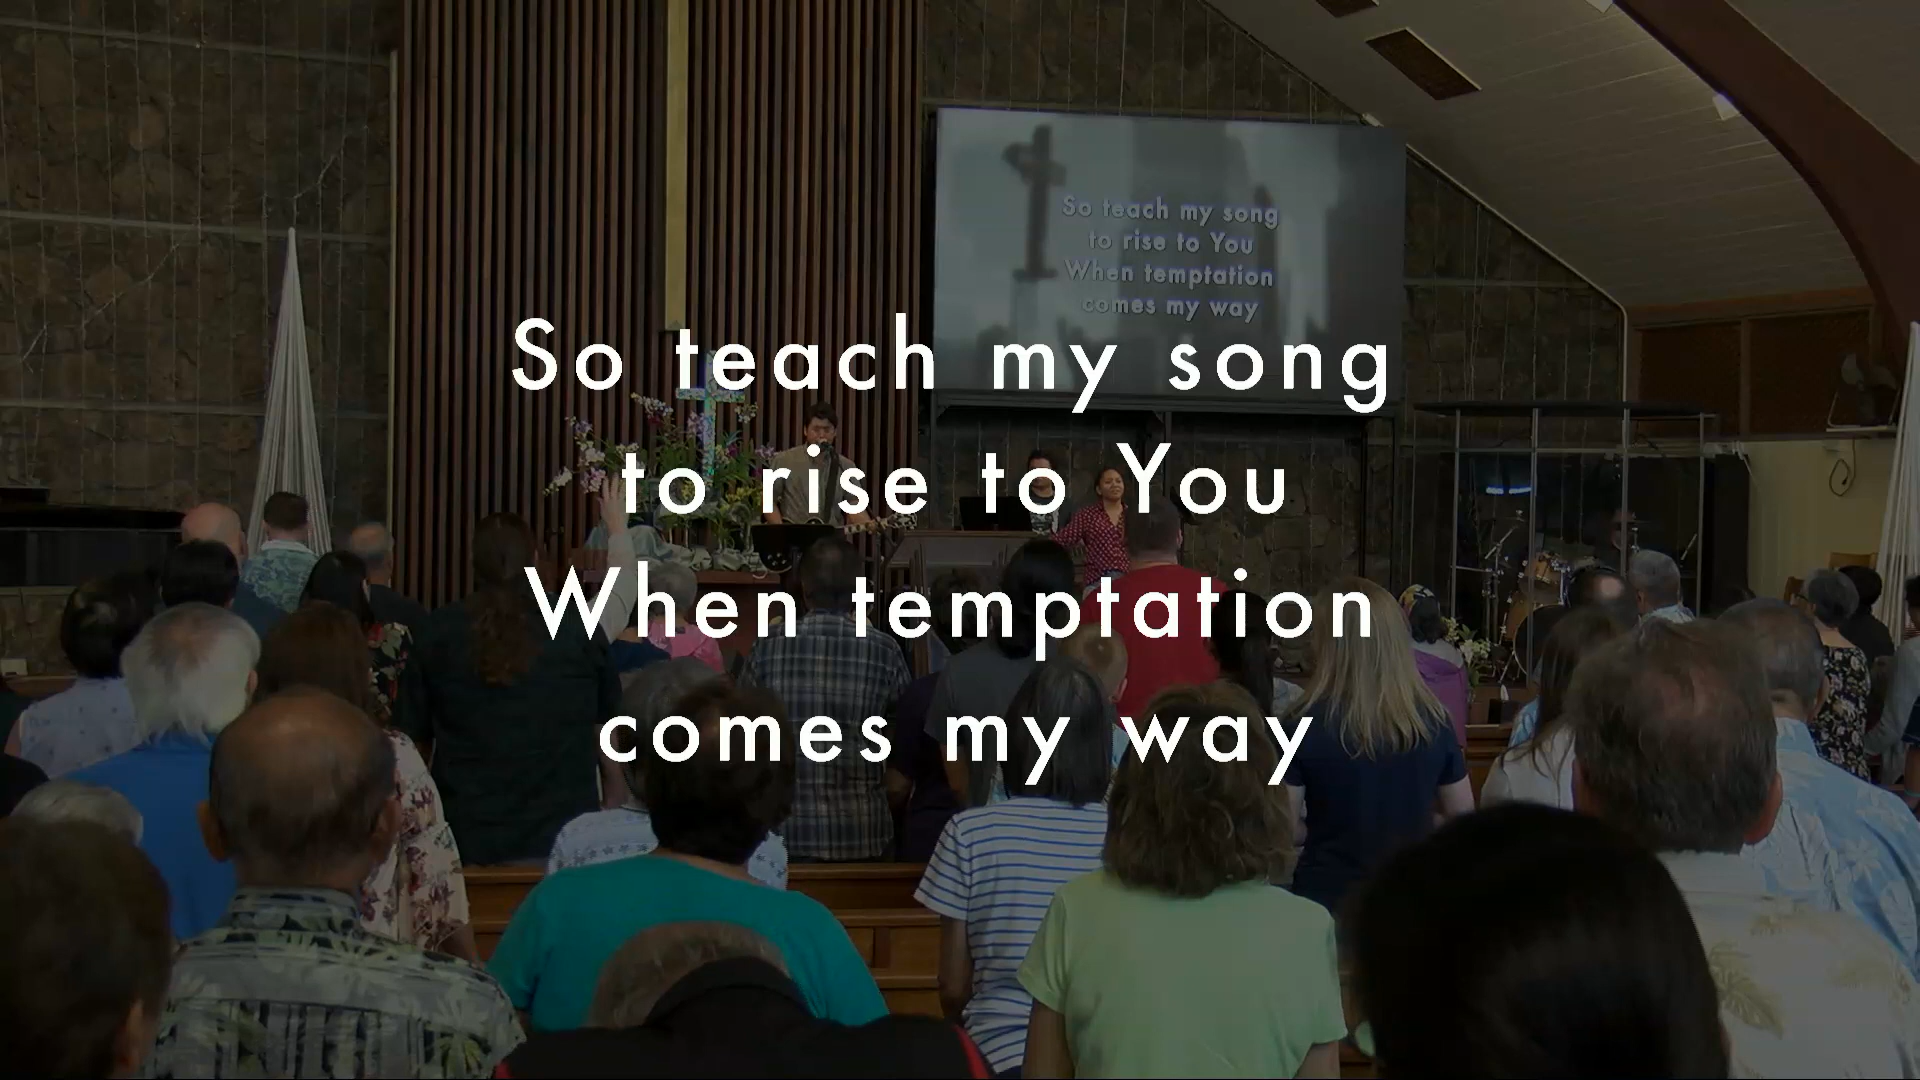 So teach my song
to rise to You
When temptation
comes my way
So teach my song
to rise to You
When temptation
comes my way